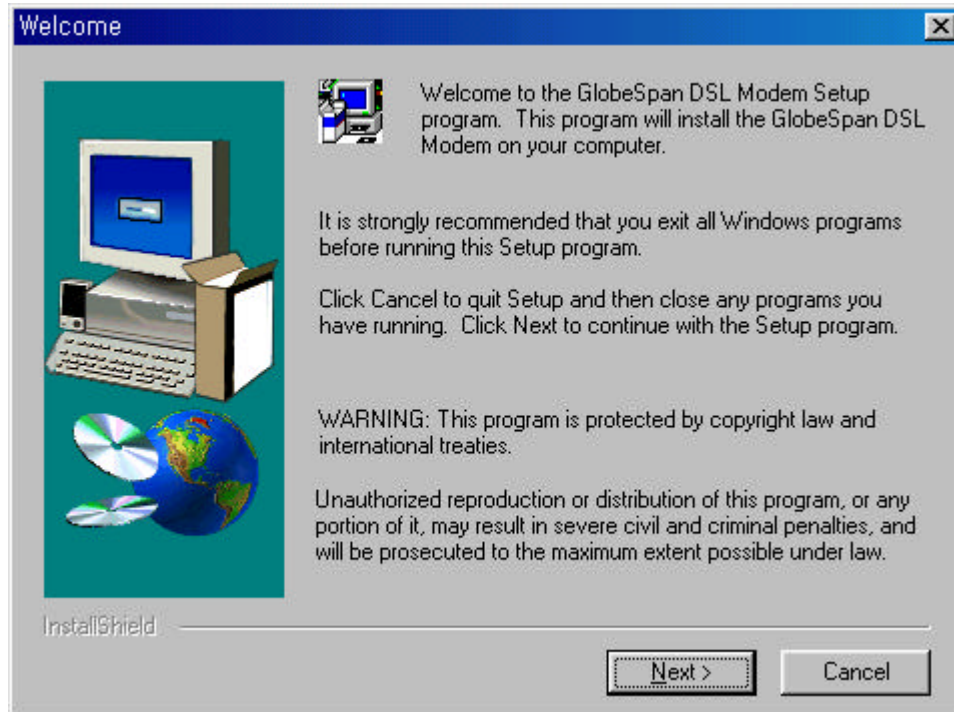 Welcome
Welcome to the GlobeSpan DSL Modem Setup
program. This program will install the GlobeSpan DSL
Modem on your computer.
It is strongly recommended that you exit all Windows programs
before running this Setup program.
Click Cancel to quit Setup and then close any programs you
have running. Click Next to continue with the Setup program.
WARNING: This program is protected by copyright law and
international treaties.
Unauthorized reproduction or distribution of this program, or any
portion of it, may result in severe civil and criminal penalties, and
will be prosecuted to the maximum extent possible under law.
InstallShield
Next >
Cancel